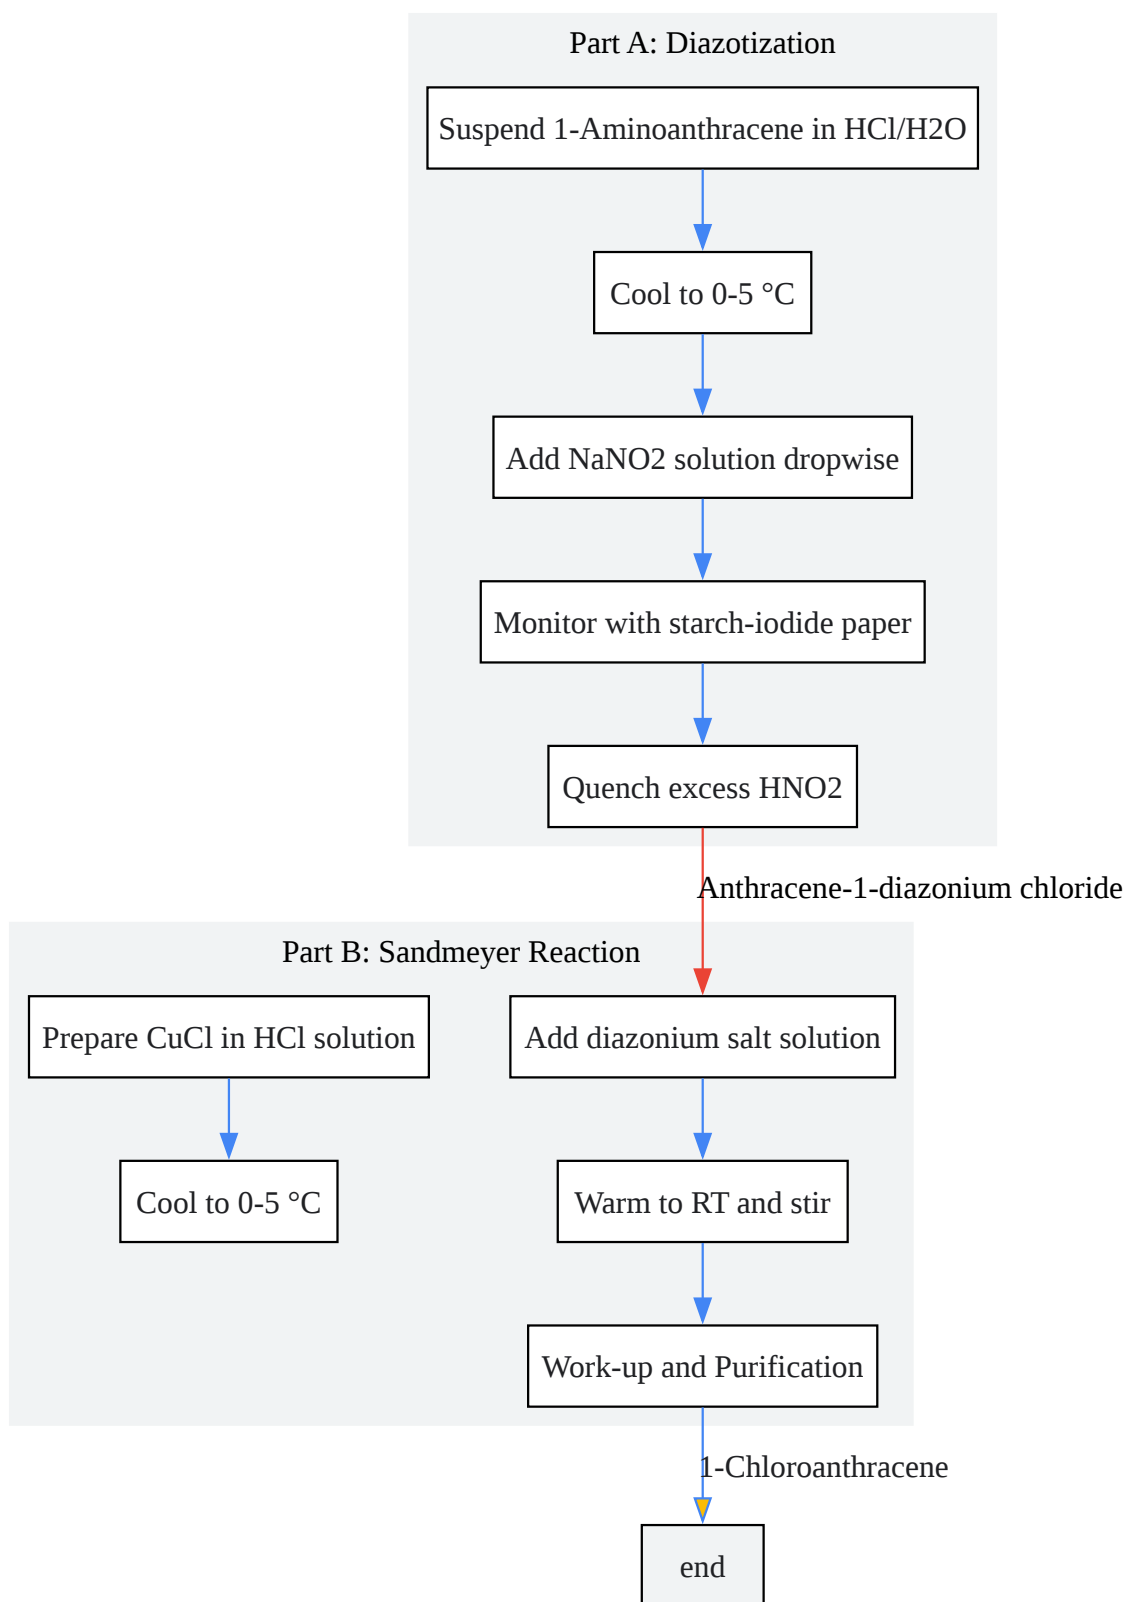 Part A: Diazotization
Suspend 1-Aminoanthracene in HCl/H2O
Cool to 0-5 °C
Add NaNO2 solution dropwise
Monitor with starch-iodide paper
Quench excess HNO2
Anthracene-1-diazonium chloride
Part B: Sandmeyer Reaction
Prepare CuCl in HCl solution
Add diazonium salt solution
Cool to 0-5 °C
Warm to RT and stir
Work-up and Purification
1-Chloroanthracene
end